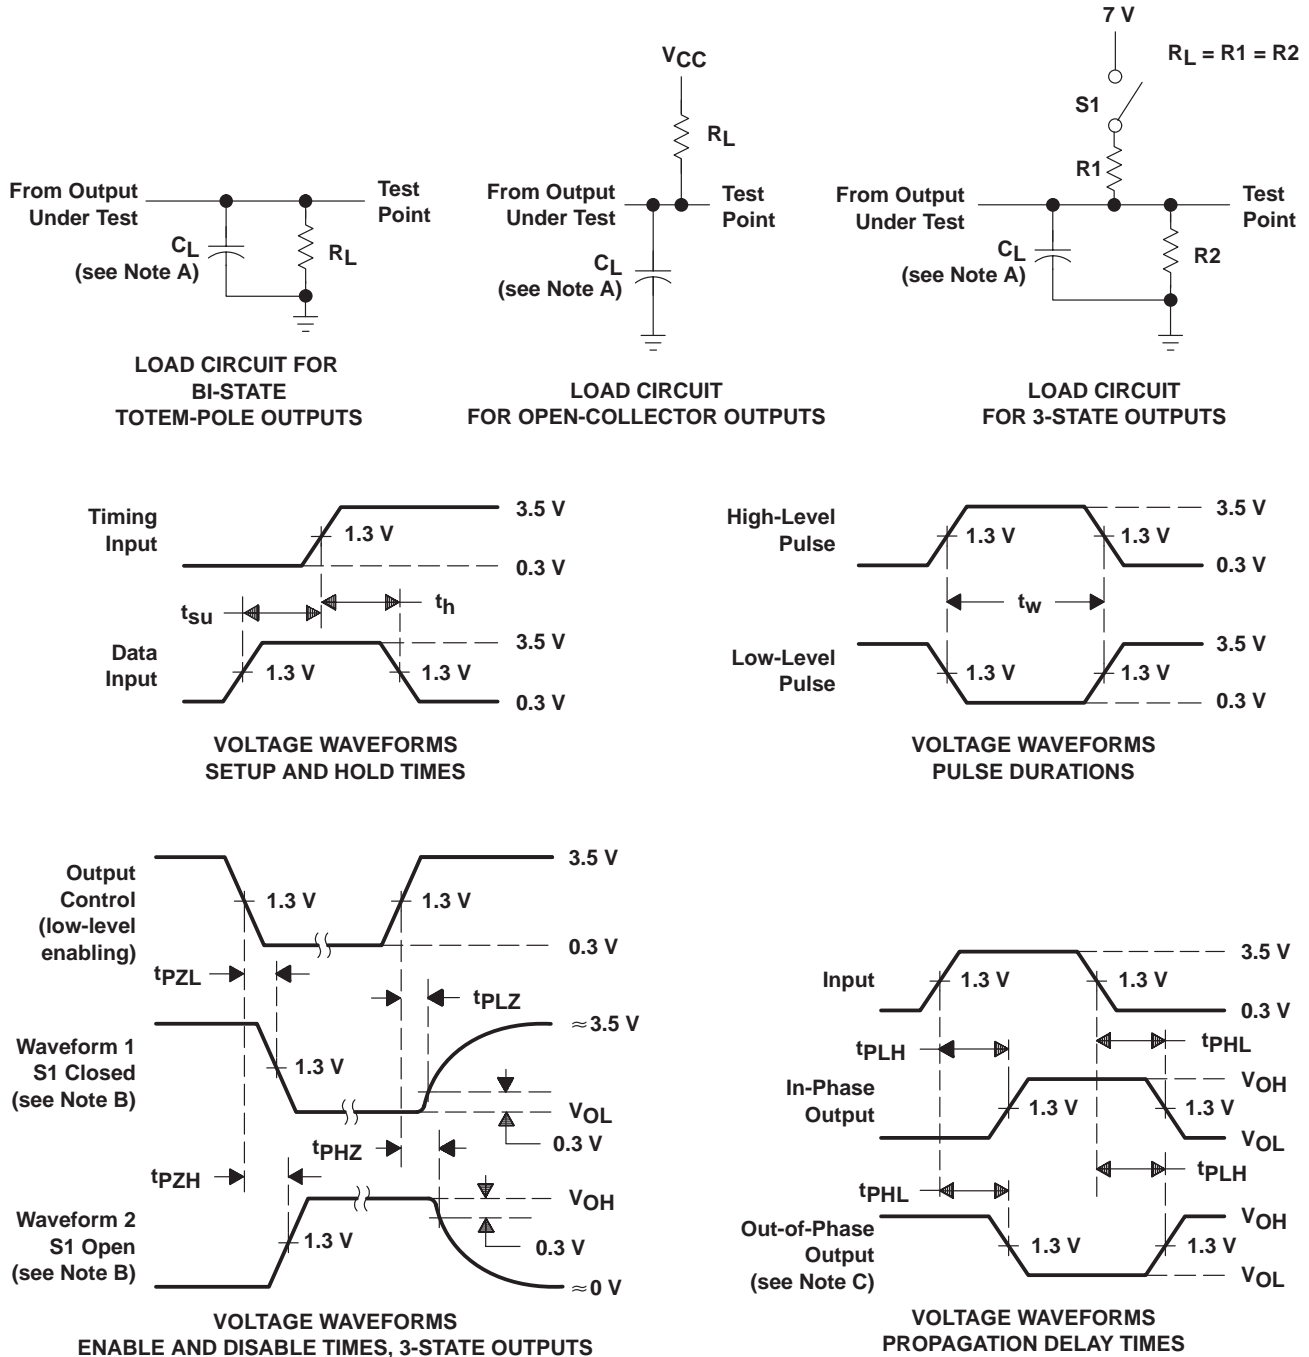 From Output
Under Test
Test
Point
CL
(see Note A)
RL
LOAD CIRCUIT FOR
BI-STATE
TOTEM-POLE OUTPUTS
VCC
RL
From Output
Under Test
Test
Point
CL
(see Note A)
LOAD CIRCUIT
FOR OPEN-COLLECTOR OUTPUTS
7 V
RL = R1 = R2
S1
R1
From Output
Under Test
Test
Point
CL
(see Note A)
R2
LOAD CIRCUIT
FOR 3-STATE OUTPUTS
Timing
Input
1.3 V
3.5 V
0.3 V
tsu
th
Data
Input
1.3 V
1.3 V
3.5 V
0.3 V
VOLTAGE WAVEFORMS
SETUP AND HOLD TIMES
High-Level
Pulse
1.3 V
1.3 V
3.5 V
0.3 V
tw
Low-Level
Pulse
1.3 V
1.3 V
3.5 V
0.3 V
VOLTAGE WAVEFORMS
PULSE DURATIONS
Output
Control
(low-level
enabling)
1.3 V
1.3 V
3.5 V
0.3 V
tPZL
tPLZ
Waveform 1
S1 Closed
(see Note B)
1.3 V
≈3.5 V
VOL
0.3 V
tPHZ
tPZH
Waveform 2
S1 Open
(see Note B)
1.3 V
VOH
0.3 V
≈0 V
VOLTAGE WAVEFORMS
ENABLE AND DISABLE TIMES, 3-STATE OUTPUTS
Input
1.3 V
1.3 V
3.5 V
0.3 V
tPLH
tPHL
In-Phase
Output
1.3 V
1.3 V
VOH
VOL
tPHL
tPLH
Out-of-Phase
Output
(see Note C)
1.3 V
1.3 V
VOH
VOL
VOLTAGE WAVEFORMS
PROPAGATION DELAY TIMES